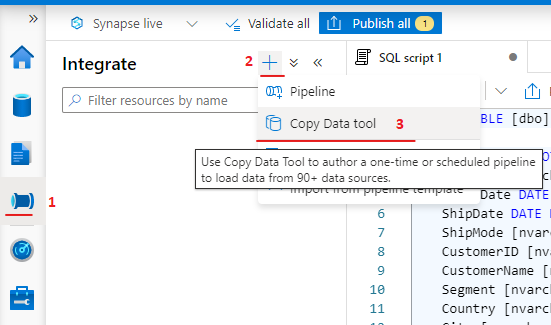 »
Synapse live
Validate all
Publish all 1
Integrate
2
SQL script 1
Filter resources by name
Pipeline
Copy Data tool 3
BLE [dbo]
Use Copy Data Tool to author a one-time or scheduled pipeline
to load data from 90+ data sources.
Import from pipeline template
Date DATE
1
6 ShipDate DATE
7 ShipMode [nvarc
8 CustomerID [nv
9 CustomerName [
10 Segment [nvarch
11 Country [nvarch